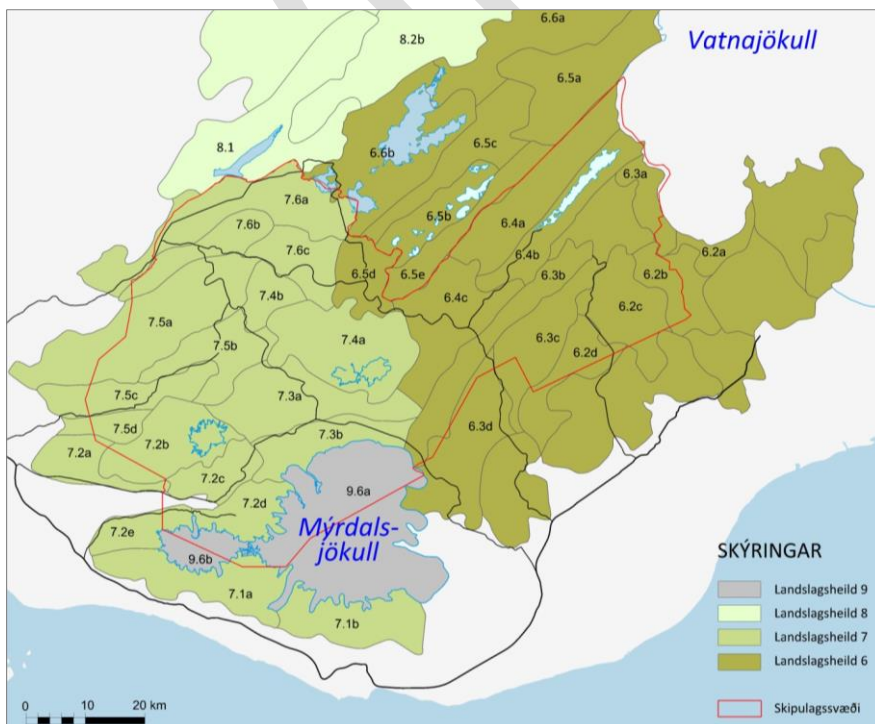 6.6a
8.2b
Vatnajökull
6.5a
6.5c
8.1
6.6b
6.3a
7.6a
6.5b
6.4a
7.6b
7.6c
6.4b
6.2a
6.5d
6.5e
6.3b
6.2b
7.4b
6.4c
6.2c
7.5a
7.4a
7.5b
6.3c
6.2d
7.5c
7.3a
7.5d
7.2b
7.3b
6.3d
7.2a
7.2c
7.2d
9.6a
7.2e
Mýrdals-
jökull
9.6b
7.1a
7.1b
SKÝRINGAR
Landslagsheild 9
Landslagsheild 8
Landslagsheild 7
Landslagsheild 6
Skipulagssvæði
0 10 20 km